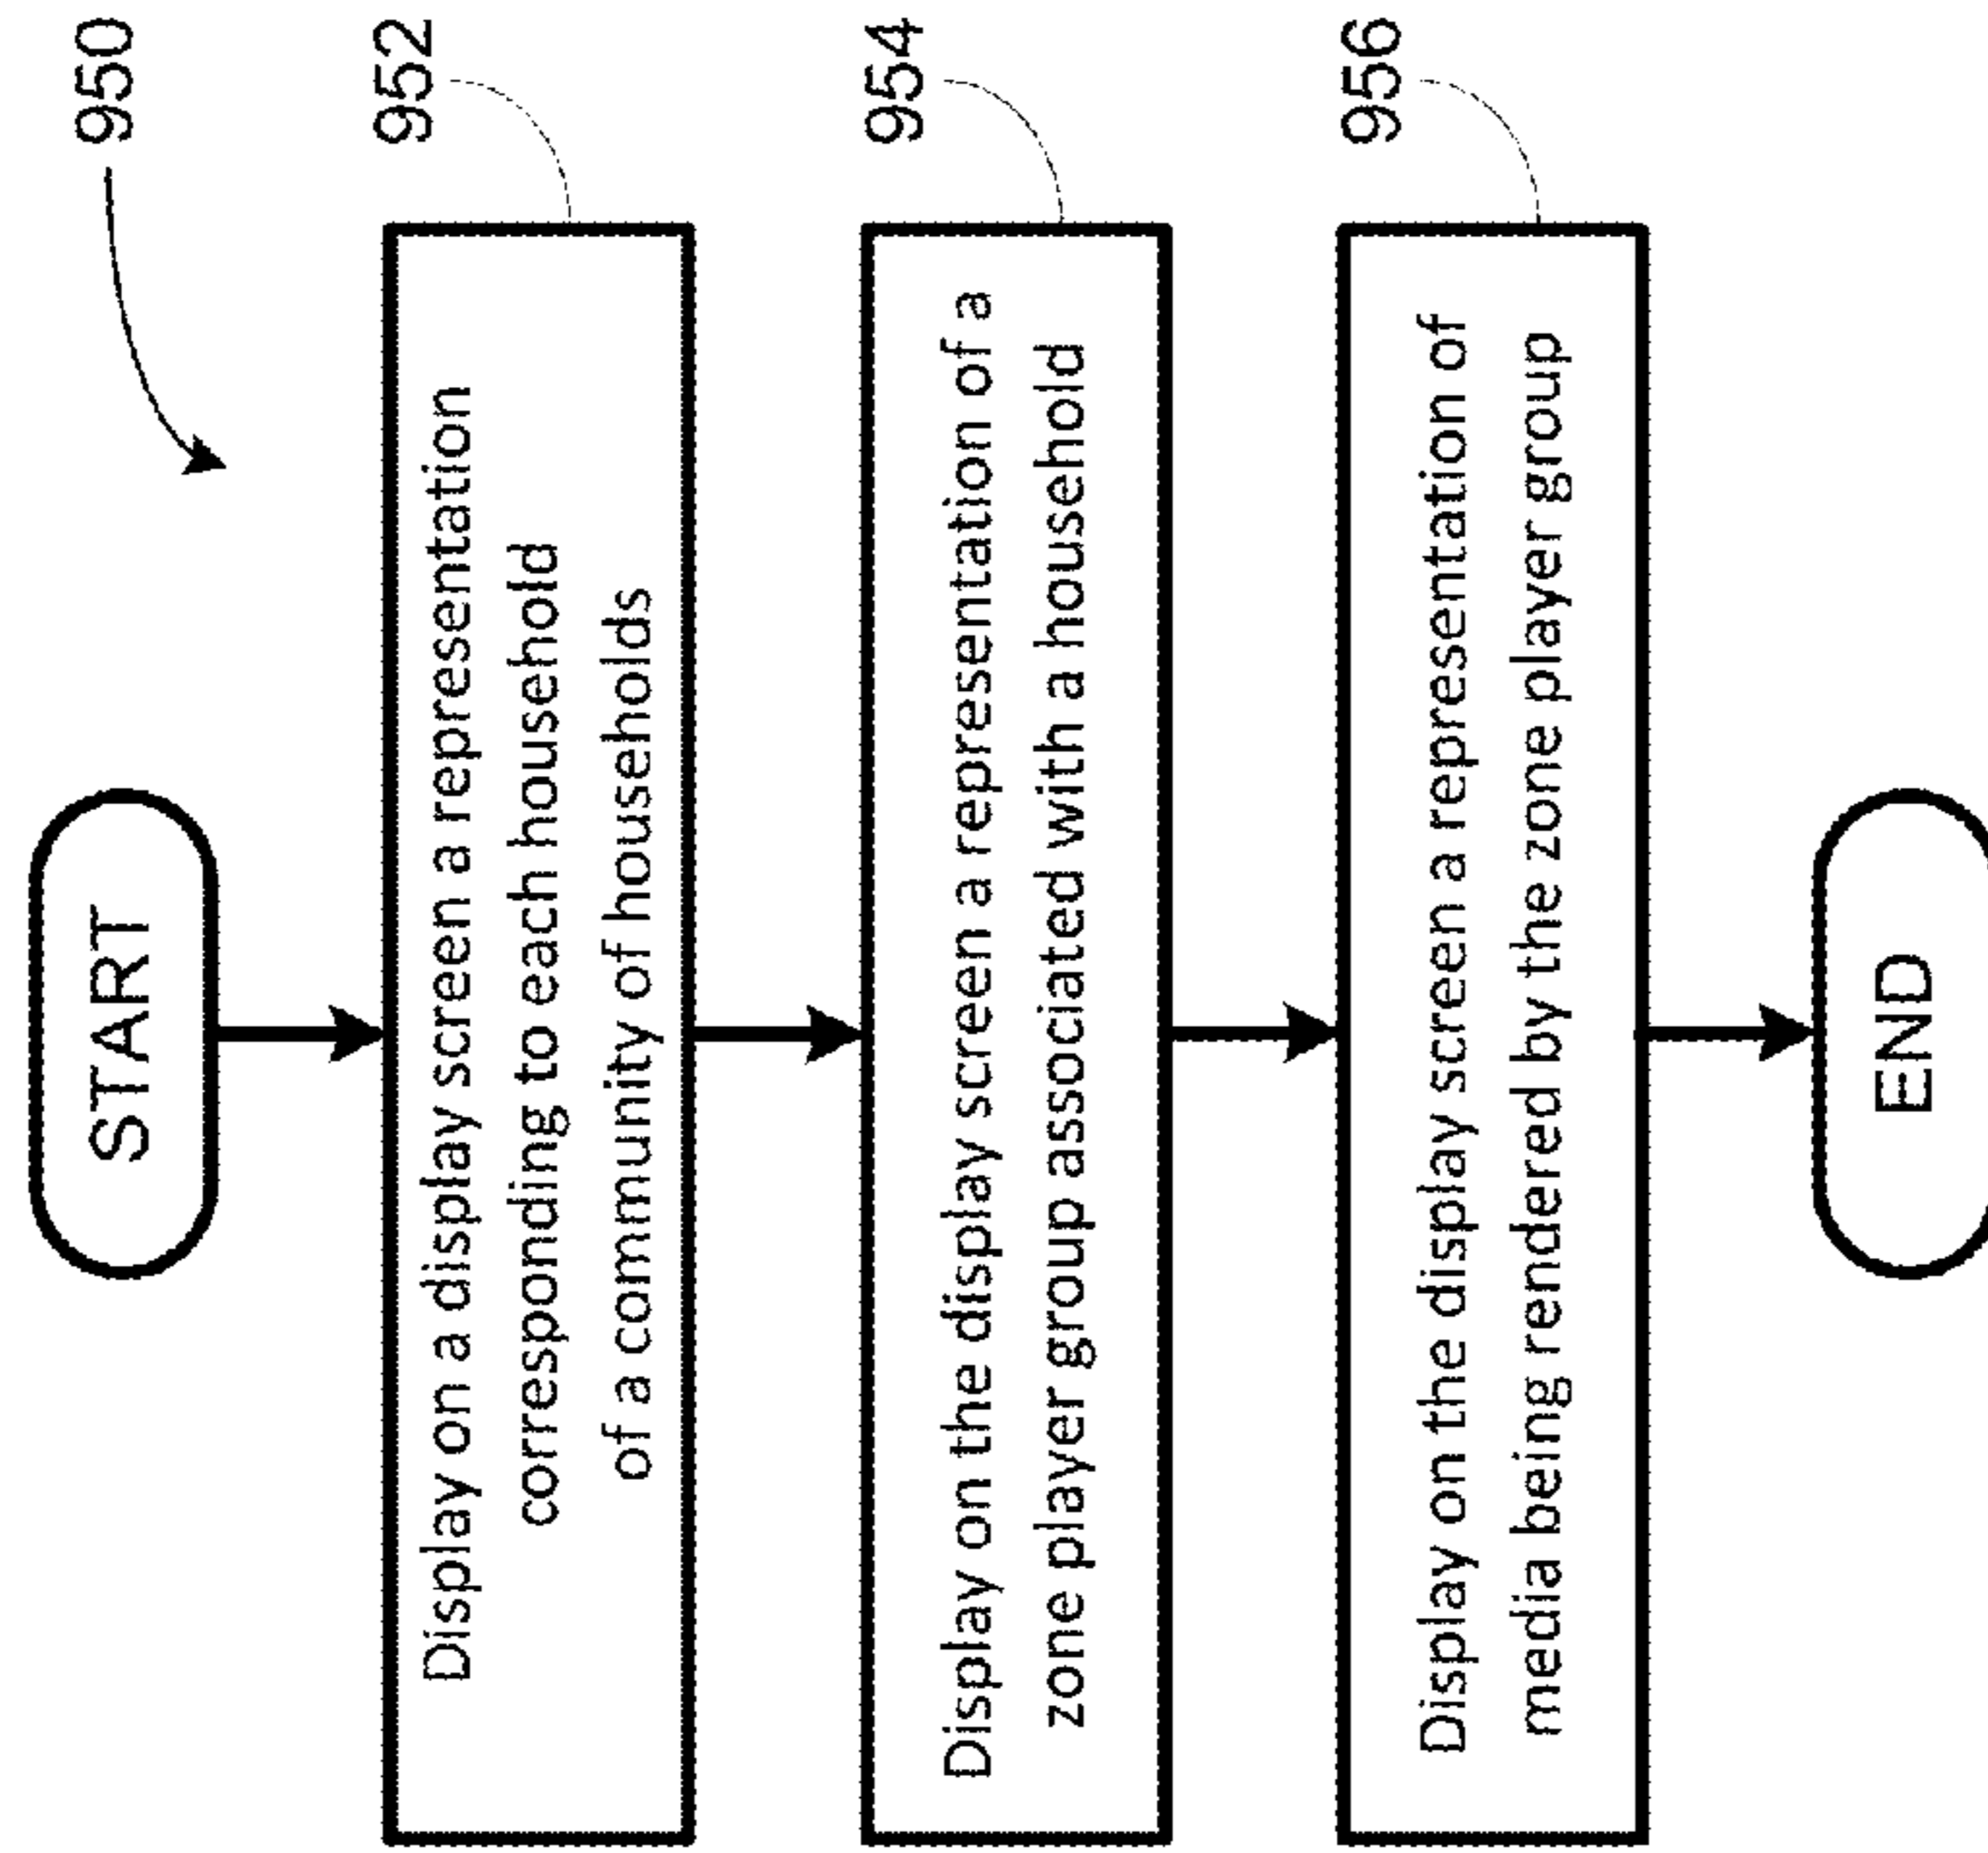 950
START
952
Display on a display screen a representation
corresponding to each household
of a community of households
954
Display on the display screen a representation of a
zone player group associated with a household
956
Display on the display screen a representation of
media being rendered by the zone player group
END